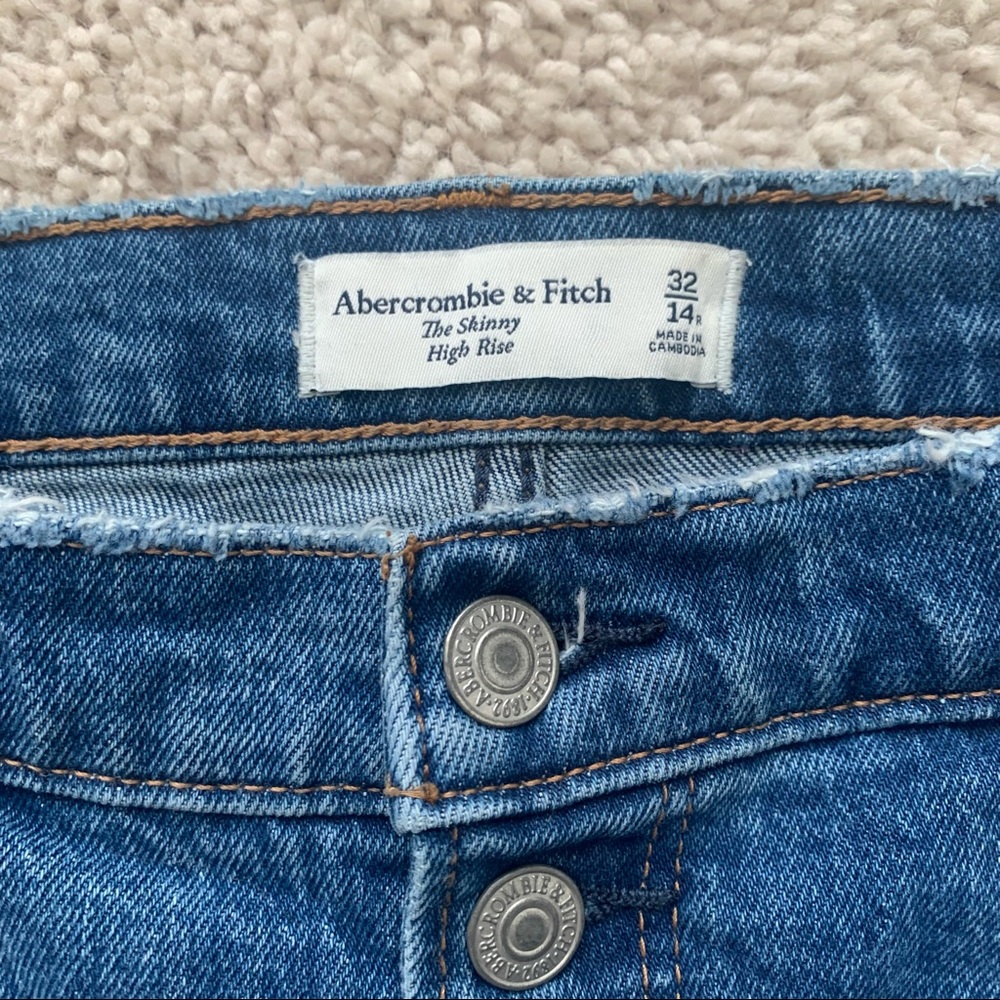 Abercrombie & Fitch
The Skinny
High Rise
32
14R
MADE IN
CAMBODIA
ABERCROMBIE & FITCH · 1892 ·
ABERCROMBIE & FITCH · 1892 ·